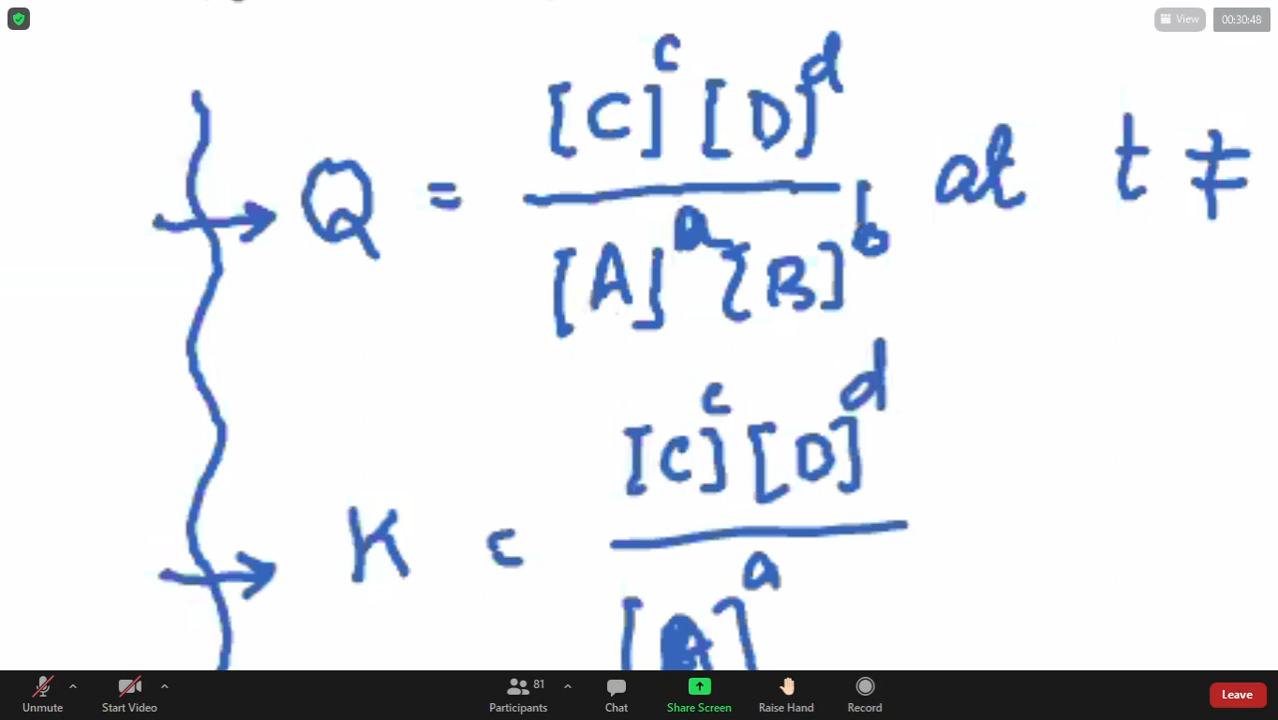 View 00:30:48
Q = [C]^c [D]^d / [A]^a [B]^b at t ≠
K = [C]^c [D]^d / [A]^a
Unmute Start Video 81 Participants Chat Share Screen Raise Hand Record Leave